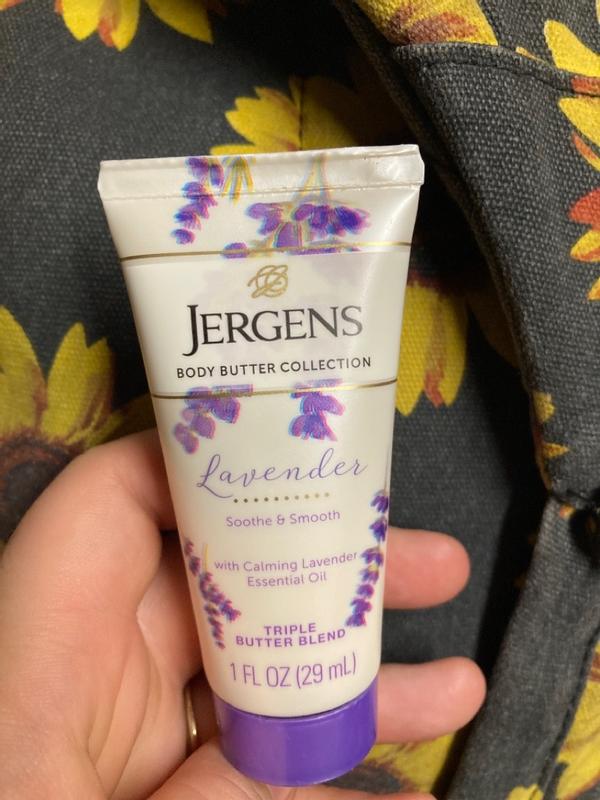 JERGENS
BODY BUTTER COLLECTION
Lavender
Soothe & Smooth
with Calming Lavender
Essential Oil
TRIPLE
BUTTER BLEND
1 FL OZ (29 mL)